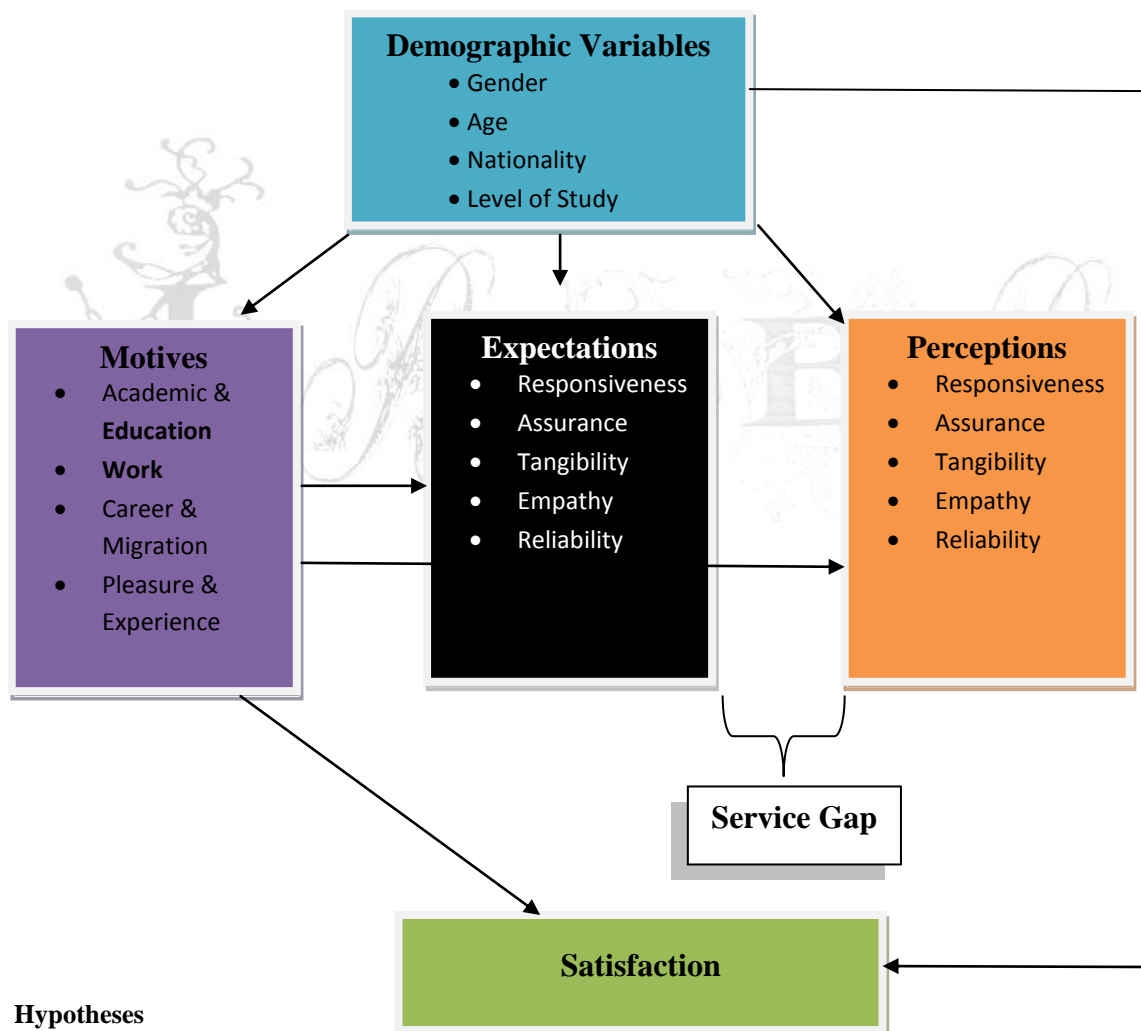 Demographic Variables
• Gender
• Age
• Nationality
• Level of Study
Motives
• Academic &
Education
• Work
• Career &
Migration
• Pleasure &
Experience
Expectations
• Responsiveness
• Assurance
• Tangibility
• Empathy
• Reliability
Perceptions
• Responsiveness
• Assurance
• Tangibility
• Empathy
• Reliability
Service Gap
Satisfaction
Hypotheses